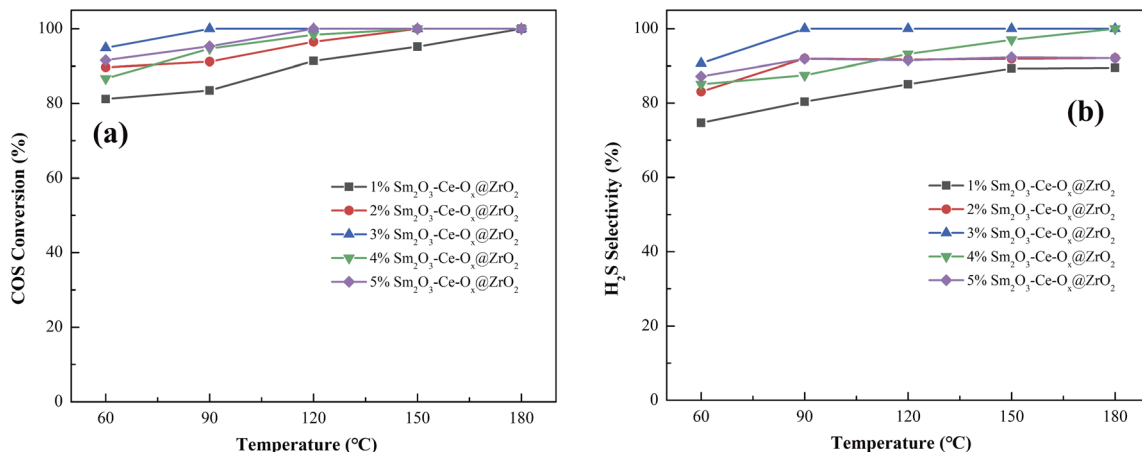 (a)
COS Conversion (%)
100
80
60
40
20
0
60 90 120 150 180
Temperature (°C)
1% Sm₂O₃-Ce-Oₓ@ZrO₂
2% Sm₂O₃-Ce-Oₓ@ZrO₂
3% Sm₂O₃-Ce-Oₓ@ZrO₂
4% Sm₂O₃-Ce-Oₓ@ZrO₂
5% Sm₂O₃-Ce-Oₓ@ZrO₂
(b)
H₂S Selectivity (%)
100
80
60
40
20
0
60 90 120 150 180
Temperature (°C)
1% Sm₂O₃-Ce-Oₓ@ZrO₂
2% Sm₂O₃-Ce-Oₓ@ZrO₂
3% Sm₂O₃-Ce-Oₓ@ZrO₂
4% Sm₂O₃-Ce-Oₓ@ZrO₂
5% Sm₂O₃-Ce-Oₓ@ZrO₂